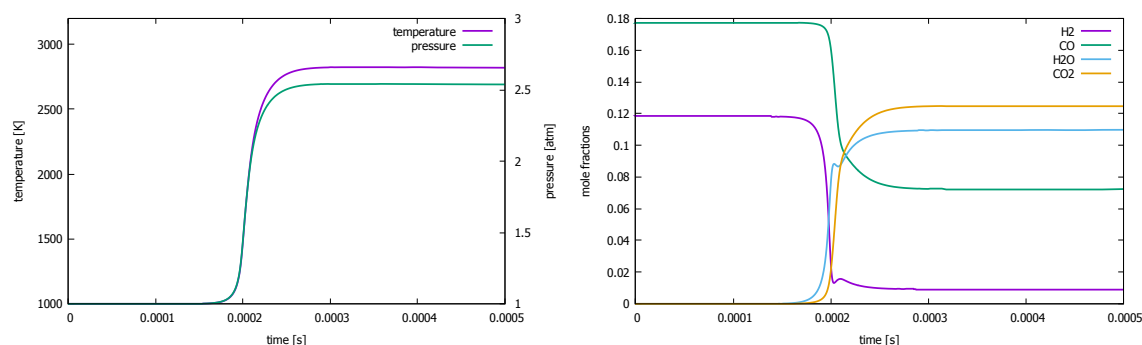 temperature
pressure
3000
2500
2000
1500
1000
temperature [K]
3
2.5
2
1.5
1
pressure [atm]
0
0.0001
0.0002
0.0003
0.0004
0.0005
time [s]
H2
CO
H2O
CO2
0.18
0.16
0.14
0.12
0.1
0.08
0.06
0.04
0.02
0
mole fractions
0
0.0001
0.0002
0.0003
0.0004
0.0005
time [s]